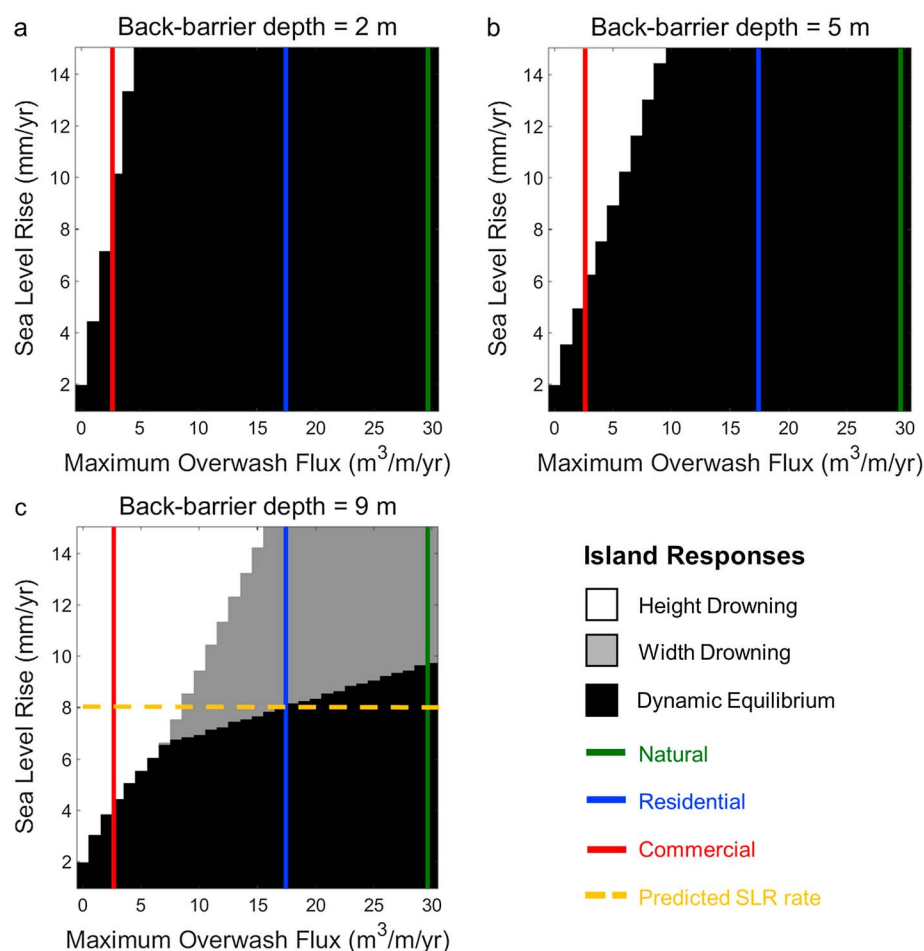 a
Back-barrier depth = 2 m
Sea Level Rise (mm/yr)
14
12
10
8
6
4
2
0 5 10 15 20 25 30
Maximum Overwash Flux (m³/m/yr)
b
Back-barrier depth = 5 m
Sea Level Rise (mm/yr)
14
12
10
8
6
4
2
0 5 10 15 20 25 30
Maximum Overwash Flux (m³/m/yr)
c
Back-barrier depth = 9 m
Sea Level Rise (mm/yr)
14
12
10
8
6
4
2
0 5 10 15 20 25 30
Maximum Overwash Flux (m³/m/yr)
Island Responses
Height Drowning
Width Drowning
Dynamic Equilibrium
Natural
Residential
Commercial
Predicted SLR rate